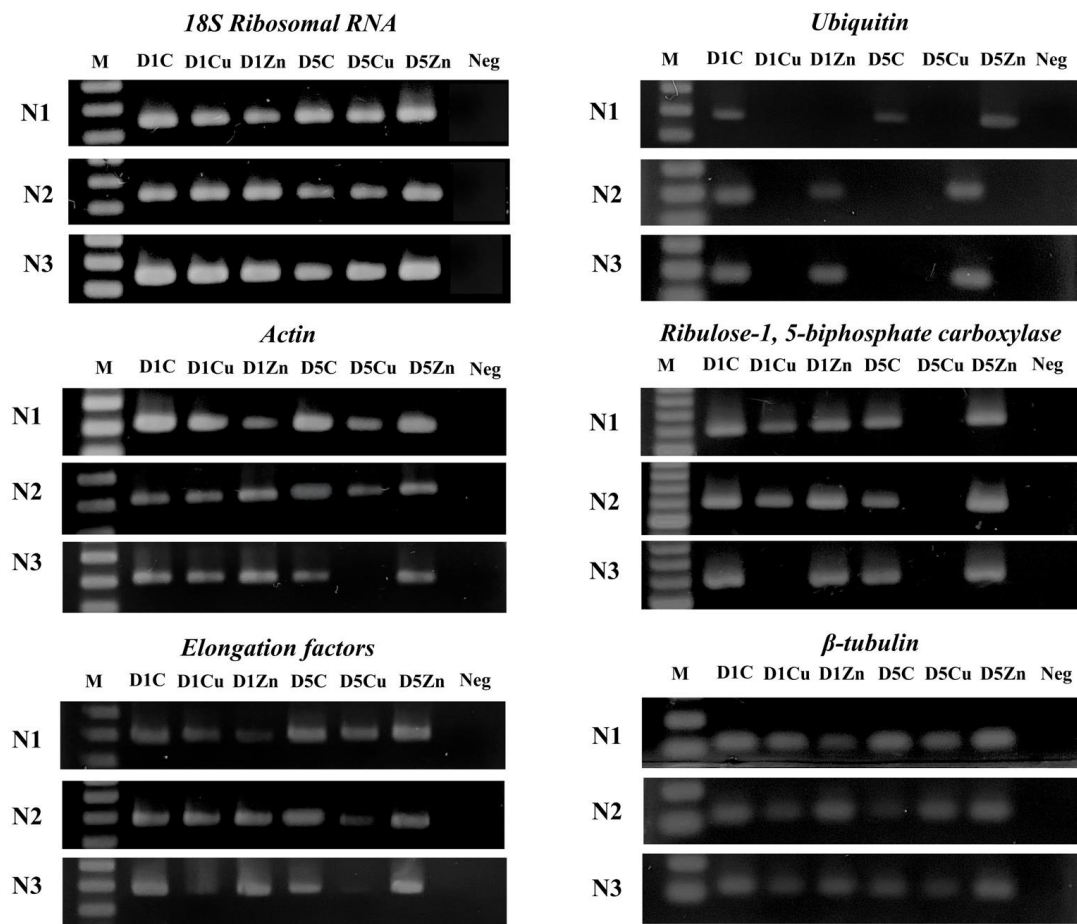 18S Ribosomal RNA
M D1C D1Cu D1Zn D5C D5Cu D5Zn Neg
N1
N2
N3
Ubiquitin
M D1C D1Cu D1Zn D5C D5Cu D5Zn Neg
N1
N2
N3
Actin
M D1C D1Cu D1Zn D5C D5Cu D5Zn Neg
N1
N2
N3
Ribulose-1, 5-biphosphate carboxylase
M D1C D1Cu D1Zn D5C D5Cu D5Zn Neg
N1
N2
N3
Elongation factors
M D1C D1Cu D1Zn D5C D5Cu D5Zn Neg
N1
N2
N3
β-tubulin
M D1C D1Cu D1Zn D5C D5Cu D5Zn Neg
N1
N2
N3